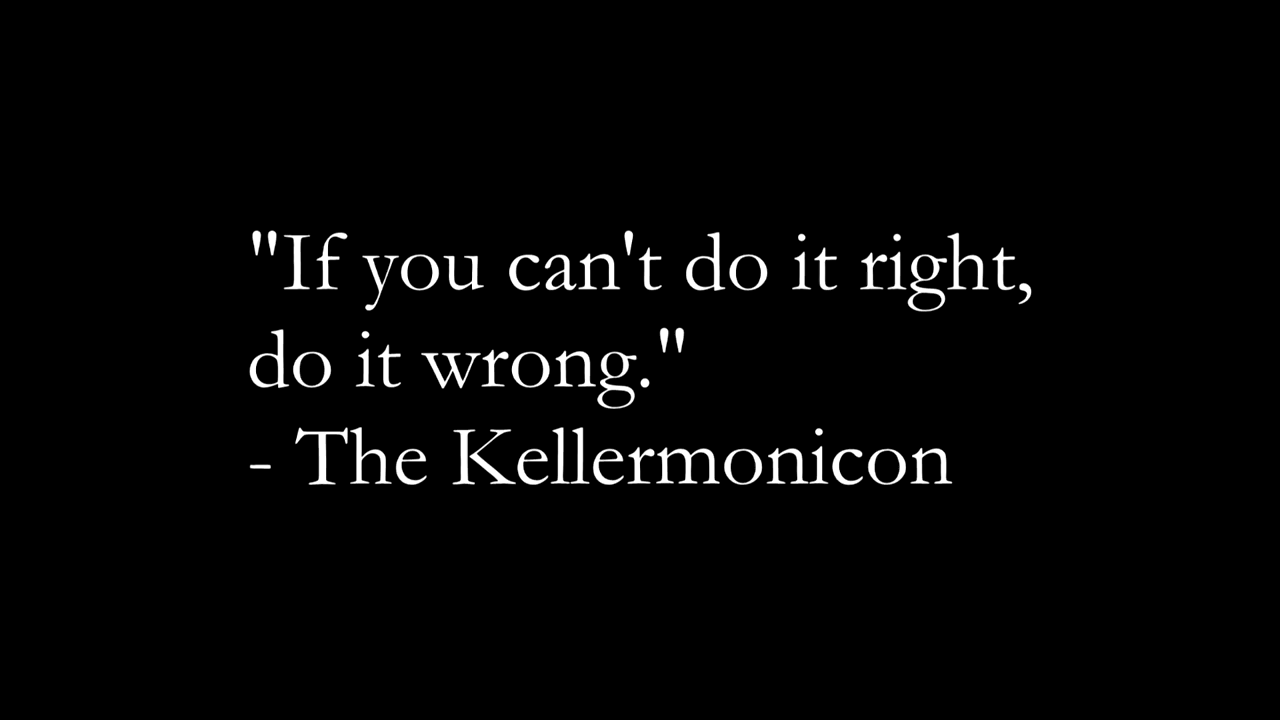 "If you can't do it right,
do it wrong."
- The Kellermonicon